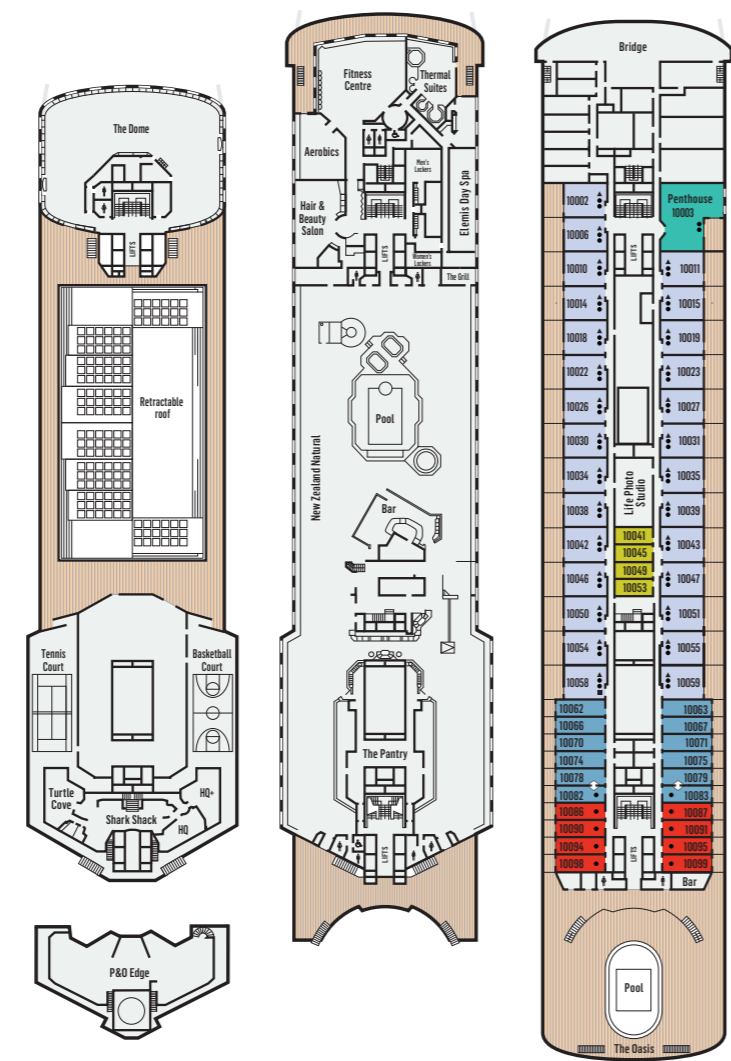 The Dome
LIFTS
Retractable
roof
Tennis
Court
Basketball
Court
Turtle
Cove
Shark Shack
HQ+
HQ
P&O Edge
Fitness
Centre
Thermal
Suites
Aerobics
Men's
Lockers
Hair &
Beauty
Salon
Elemis Day Spa
LIFTS
Women's
Lockers
The Grill
Pool
New Zealand Natural
Bar
The Pantry
LIFTS
Bridge
10002
Penthouse
10003
10006
LIFTS
10010
10011
10014
10015
10018
10019
10022
10023
10026
10027
10030
10031
10034
10035
Life Photo
Studio
10038
10039
10041
10042
10043
10045
10046
10047
10049
10053
10050
10051
10054
10055
10058
10059
10062
10063
10066
10067
10070
10071
10074
10075
10078
10079
10082
10083
10086
10087
10090
10091
10094
10095
10098
10099
LIFTS
Bar
Pool
The Oasis